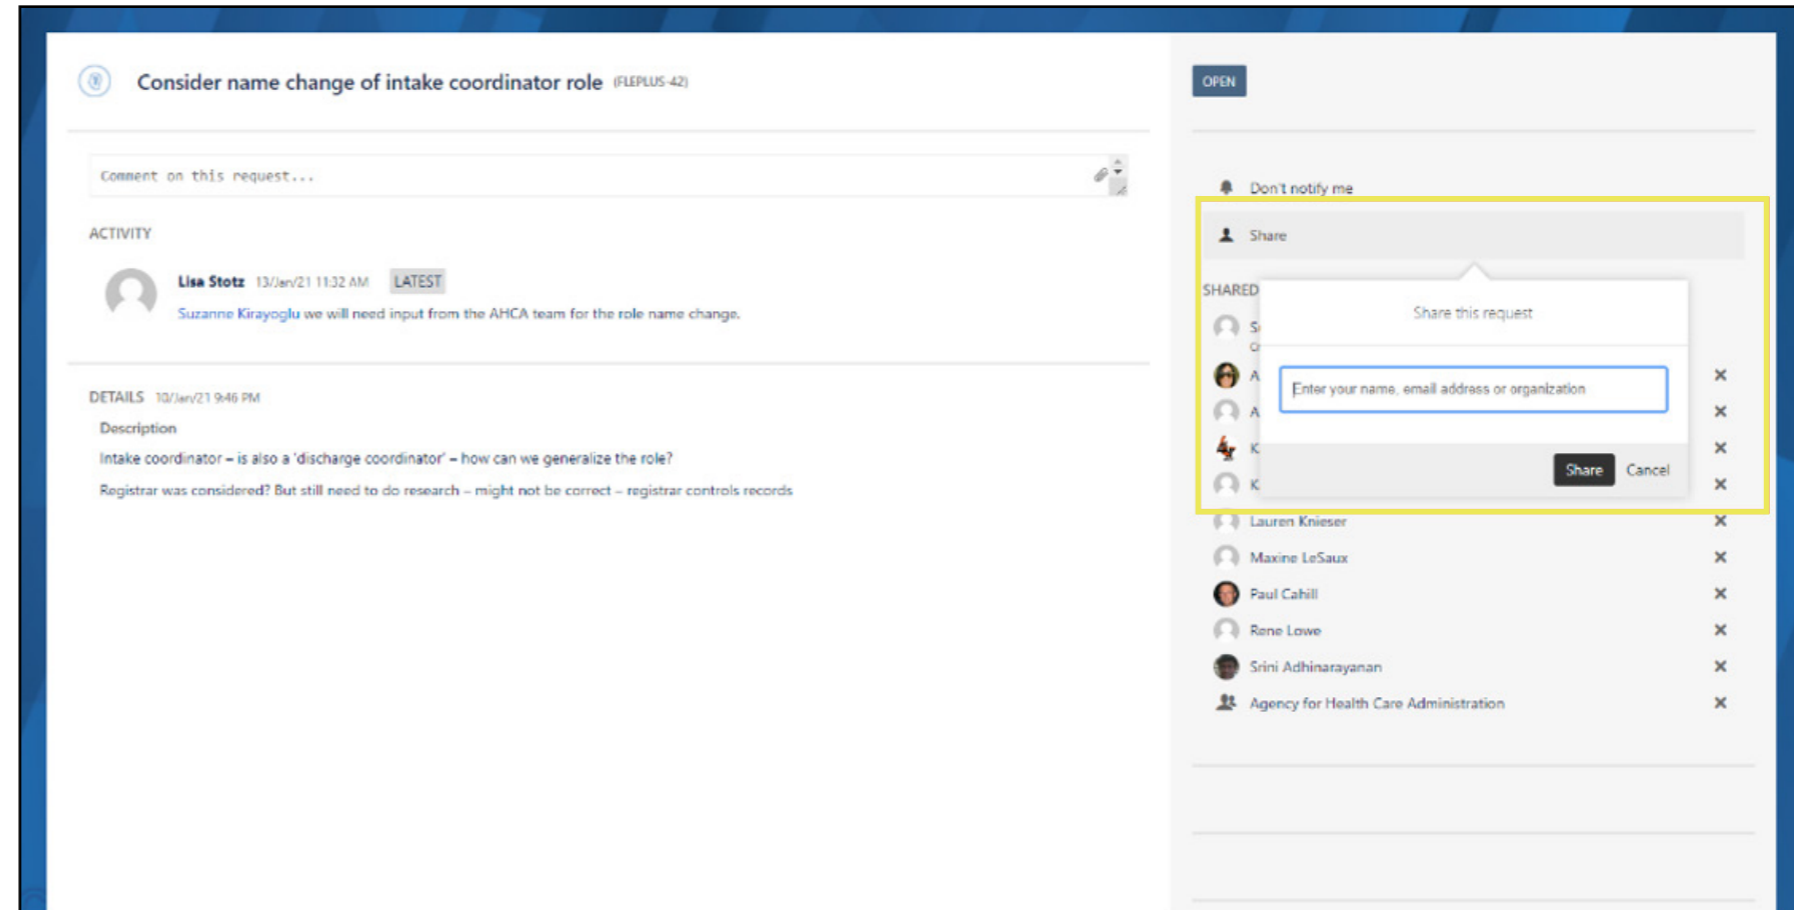 Consider name change of intake coordinator role (FLEPLUS-42)
Comment on this request...
ACTIVITY
Lisa Stotz 13/Jan/21 11:32 AM LATEST
Suzanne Kirayoglu we will need input from the AHCA team for the role name change.
DETAILS 10/Jan/21 9:46 PM
Description
Intake coordinator – is also a 'discharge coordinator' – how can we generalize the role?
Registrar was considered? But still need to do research – might not be correct – registrar controls records
OPEN
Don't notify me
Share
SHARED
Share this request
A
Enter your name, email address or organization
A
K
Share Cancel
K
Lauren Knieser
Maxine LeSaux
Paul Cahill
Rene Lowe
Srini Adhinarayanan
Agency for Health Care Administration